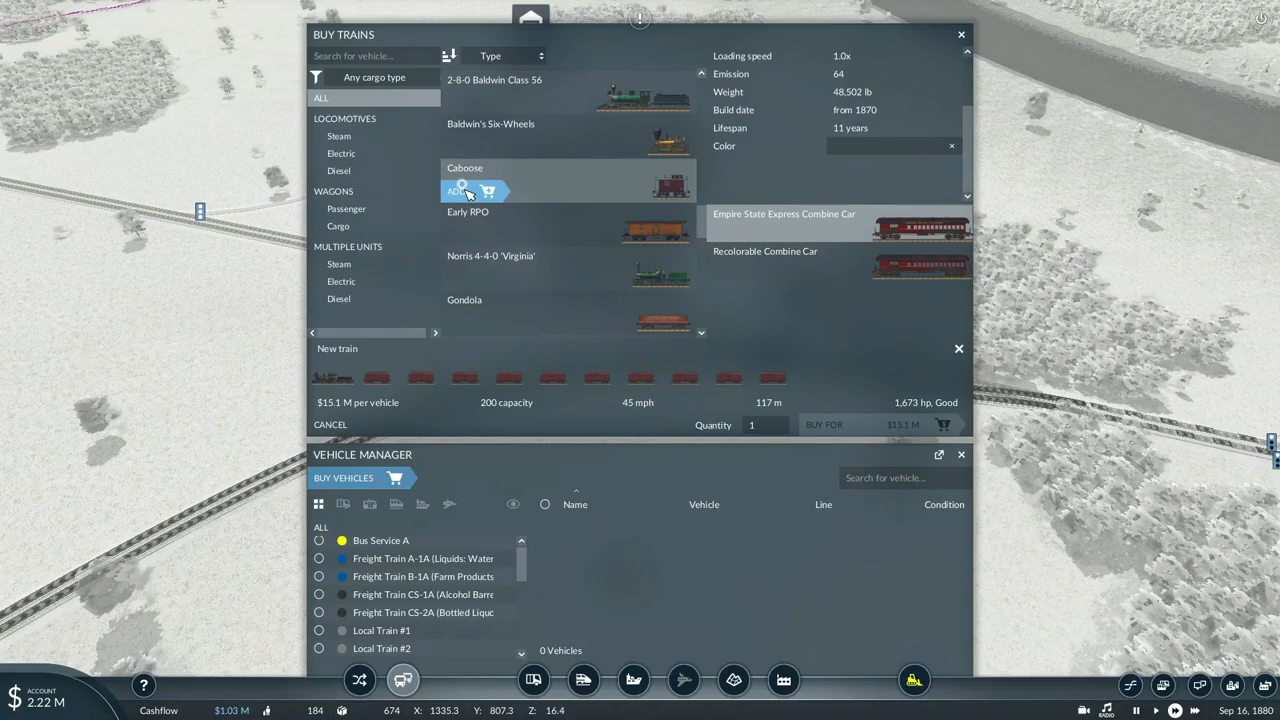 BUY TRAINS
Search for vehicle...
Type
Any cargo type
ALL
LOCOMOTIVES
Steam
Electric
Diesel
WAGONS
Passenger
Cargo
MULTIPLE UNITS
Steam
Electric
Diesel
2-8-0 Baldwin Class 56
Baldwin's Six-Wheels
Caboose
Early RPO
Norris 4-4-0 'Virginia'
Gondola
Loading speed 1.0x
Emission 64
Weight 48,502 lb
Build date from 1870
Lifespan 11 years
Color
Empire State Express Combine Car
Recolorable Combine Car
New train
$15.1 M per vehicle 200 capacity 45 mph 117 m 1,673 hp, Good
CANCEL Quantity 1 BUY FOR $15.1 M
VEHICLE MANAGER
BUY VEHICLES
Search for vehicle...
Name Vehicle Line Condition
ALL
Bus Service A
Freight Train A-1A (Liquids: Water
Freight Train B-1A (Farm Products
Freight Train CS-1A (Alcohol Barre
Freight Train CS-2A (Bottled Liquc
Local Train #1
Local Train #2
0 Vehicles
$ ACCOUNT
2.22 M
?
RADIO
Cashflow $1.03 M 184 674 X: 1335.3 Y: 807.3 Z: 16.4 Sep 16, 1880